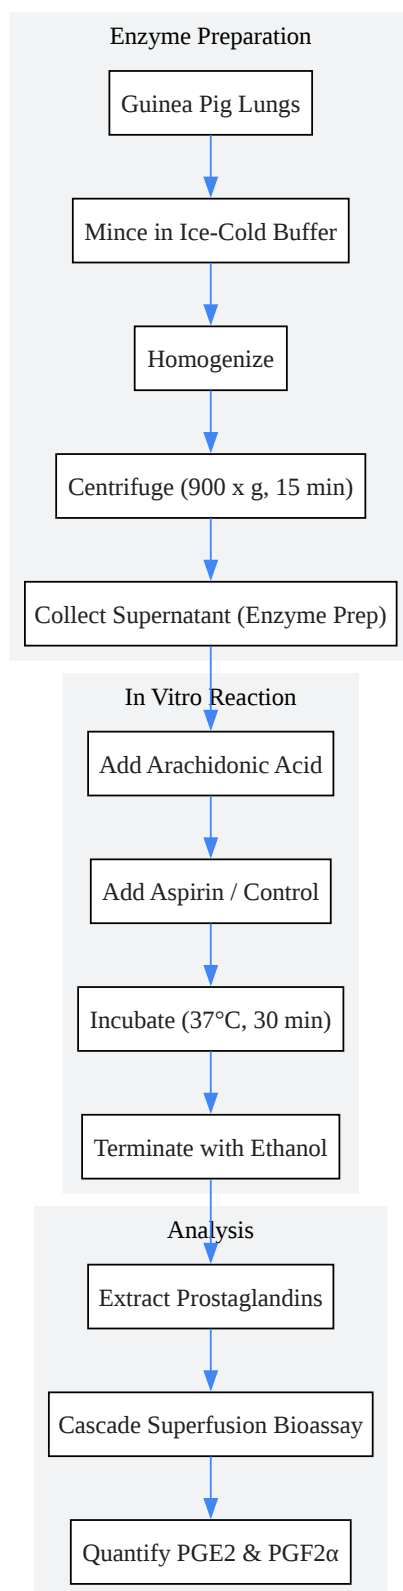 Enzyme Preparation
Guinea Pig Lungs
Mince in Ice-Cold Buffer
Homogenize
Centrifuge (900 x g, 15 min)
Collect Supernatant (Enzyme Prep)
In Vitro Reaction
Add Arachidonic Acid
Add Aspirin / Control
Incubate (37°C, 30 min)
Terminate with Ethanol
Analysis
Extract Prostaglandins
Cascade Superfusion Bioassay
Quantify PGE2 & PGF2α